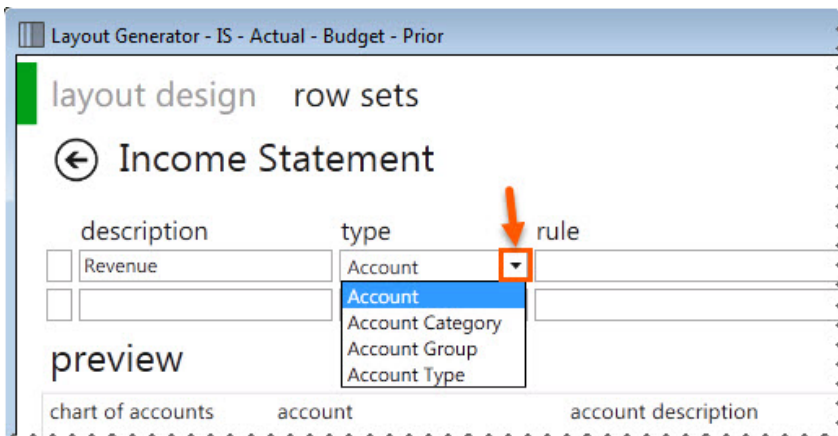 Layout Generator - IS - Actual - Budget - Prior
layout design row sets
Income Statement
description type rule
Revenue Account
Account
Account Category
Account Group
Account Type
preview
chart of accounts account account description